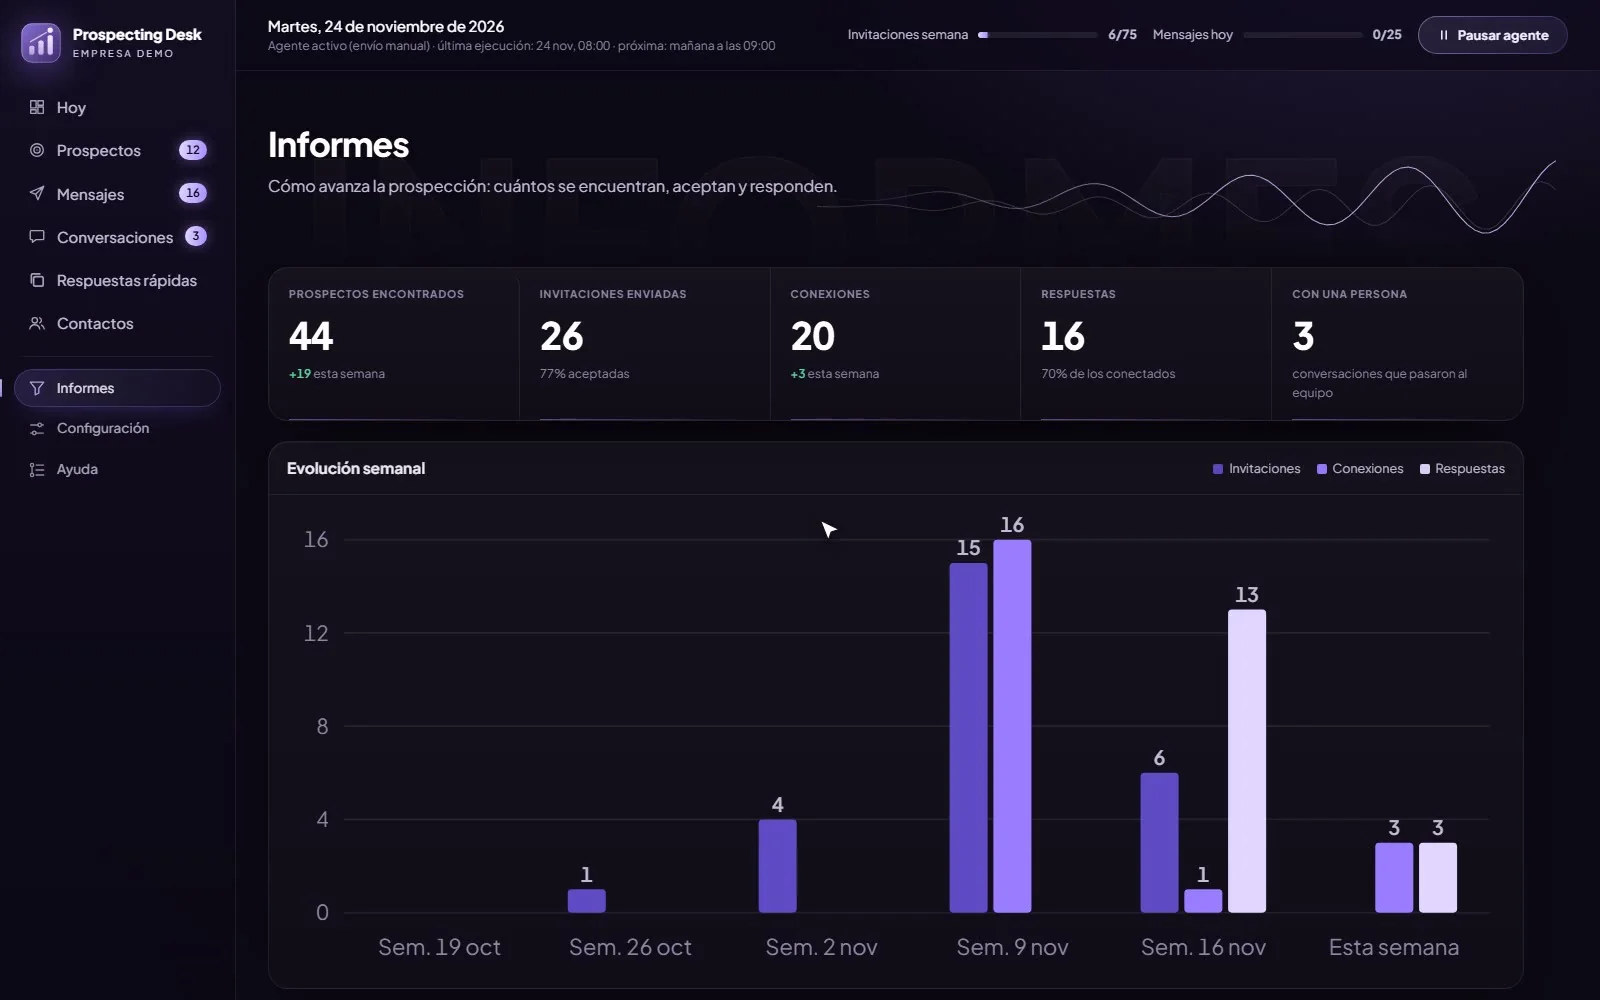 Prospecting Desk
EMPRESA DEMO
Hoy
Prospectos 12
Mensajes 16
Conversaciones 3
Respuestas rápidas
Contactos
Informes
Configuración
Ayuda
Martes, 24 de noviembre de 2026
Agente activo (envío manual) · última ejecución: 24 nov, 08:00 · próxima: mañana a las 09:00
Invitaciones semana 6/75 Mensajes hoy 0/25 Pausar agente
INFORMES
Informes
Cómo avanza la prospección: cuántos se encuentran, aceptan y responden.
PROSPECTOS ENCONTRADOS
44
+19 esta semana
INVITACIONES ENVIADAS
26
77% aceptadas
CONEXIONES
20
+3 esta semana
RESPUESTAS
16
70% de los conectados
CON UNA PERSONA
3
conversaciones que pasaron al
equipo
Evolución semanal
Invitaciones Conexiones Respuestas
16
12
8
4
0
1
4
15
16
6
1
13
3
3
Sem. 19 oct Sem. 26 oct Sem. 2 nov Sem. 9 nov Sem. 16 nov Esta semana